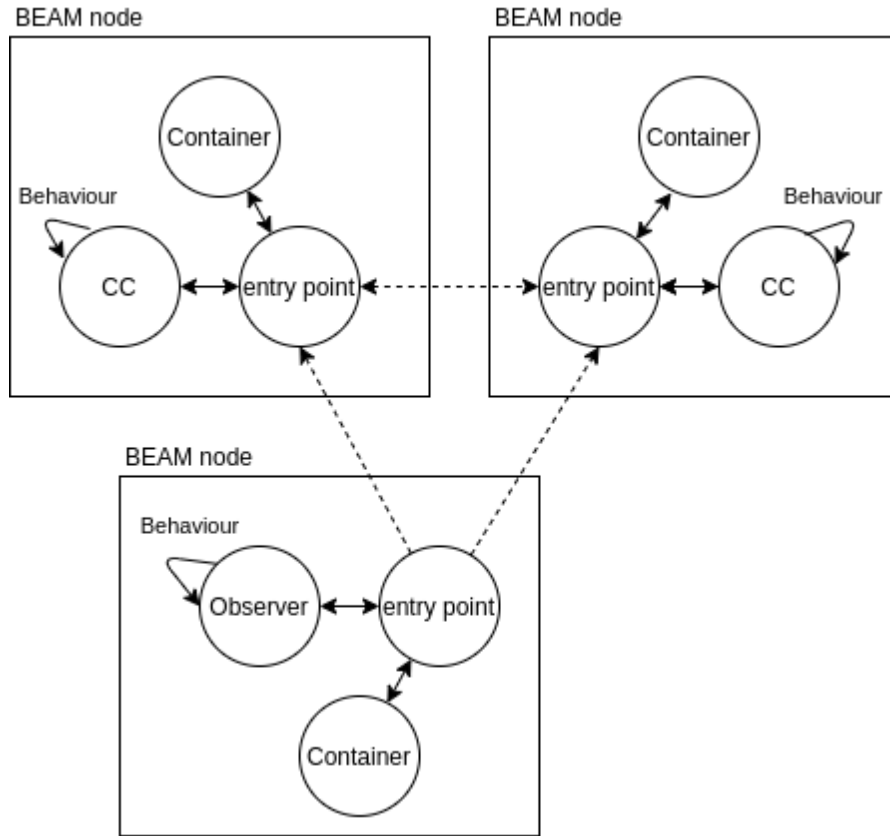 BEAM node
Container
Behaviour
CC
entry point
BEAM node
Container
Behaviour
entry point
CC
BEAM node
Behaviour
Observer
entry point
Container